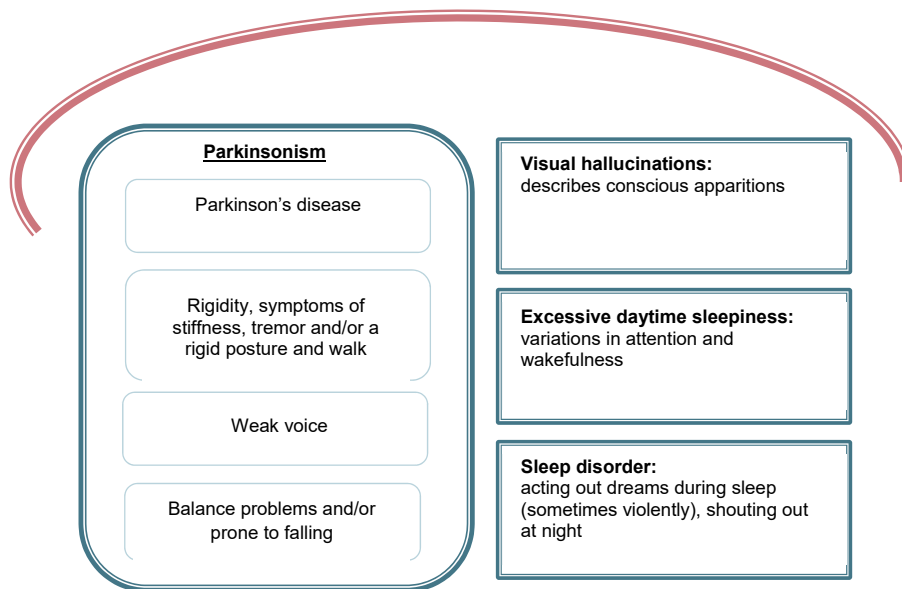 Parkinsonism
Parkinson’s disease
Rigidity, symptoms of
stiffness, tremor and/or a
rigid posture and walk
Weak voice
Balance problems and/or
prone to falling
Visual hallucinations:
describes conscious apparitions
Excessive daytime sleepiness:
variations in attention and
wakefulness
Sleep disorder:
acting out dreams during sleep
(sometimes violently), shouting out
at night